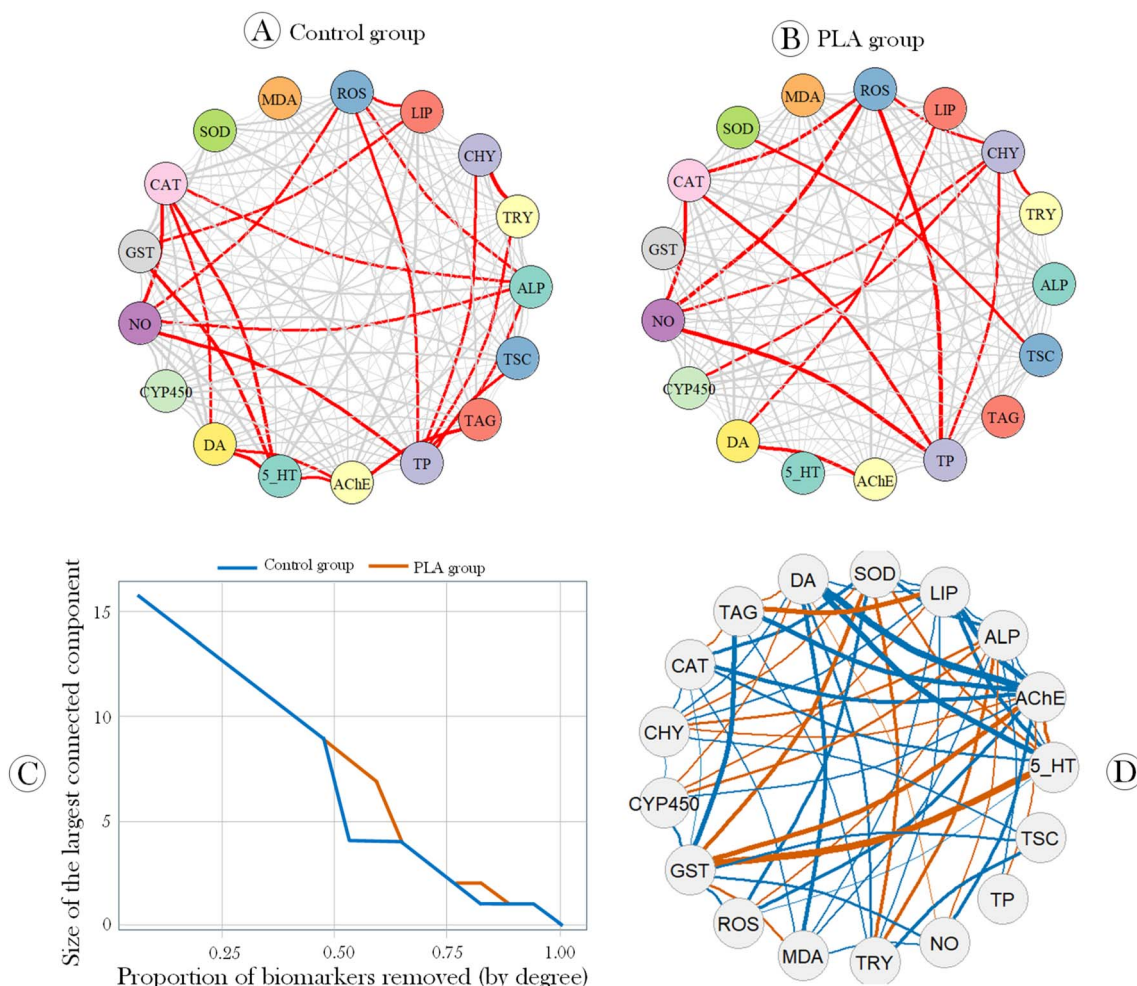 A Control group
B PLA group
ROS
MDA
LIP
SOD
CHY
CAT
TRY
GST
ALP
NO
TSC
CYP450
TAG
DA
TP
5_HT
AChE
ROS
MDA
LIP
SOD
CHY
CAT
TRY
GST
ALP
NO
TSC
CYP450
TAG
DA
TP
5_HT
AChE
C
Control group PLA group
Size of the largest connected component
15
10
5
0
0.25 0.50 0.75 1.00
Proportion of biomarkers removed (by degree)
D
SOD
DA
LIP
TAG
ALP
CAT
AChE
CHY
5_HT
CYP450
TSC
GST
TP
ROS
NO
MDA
TRY